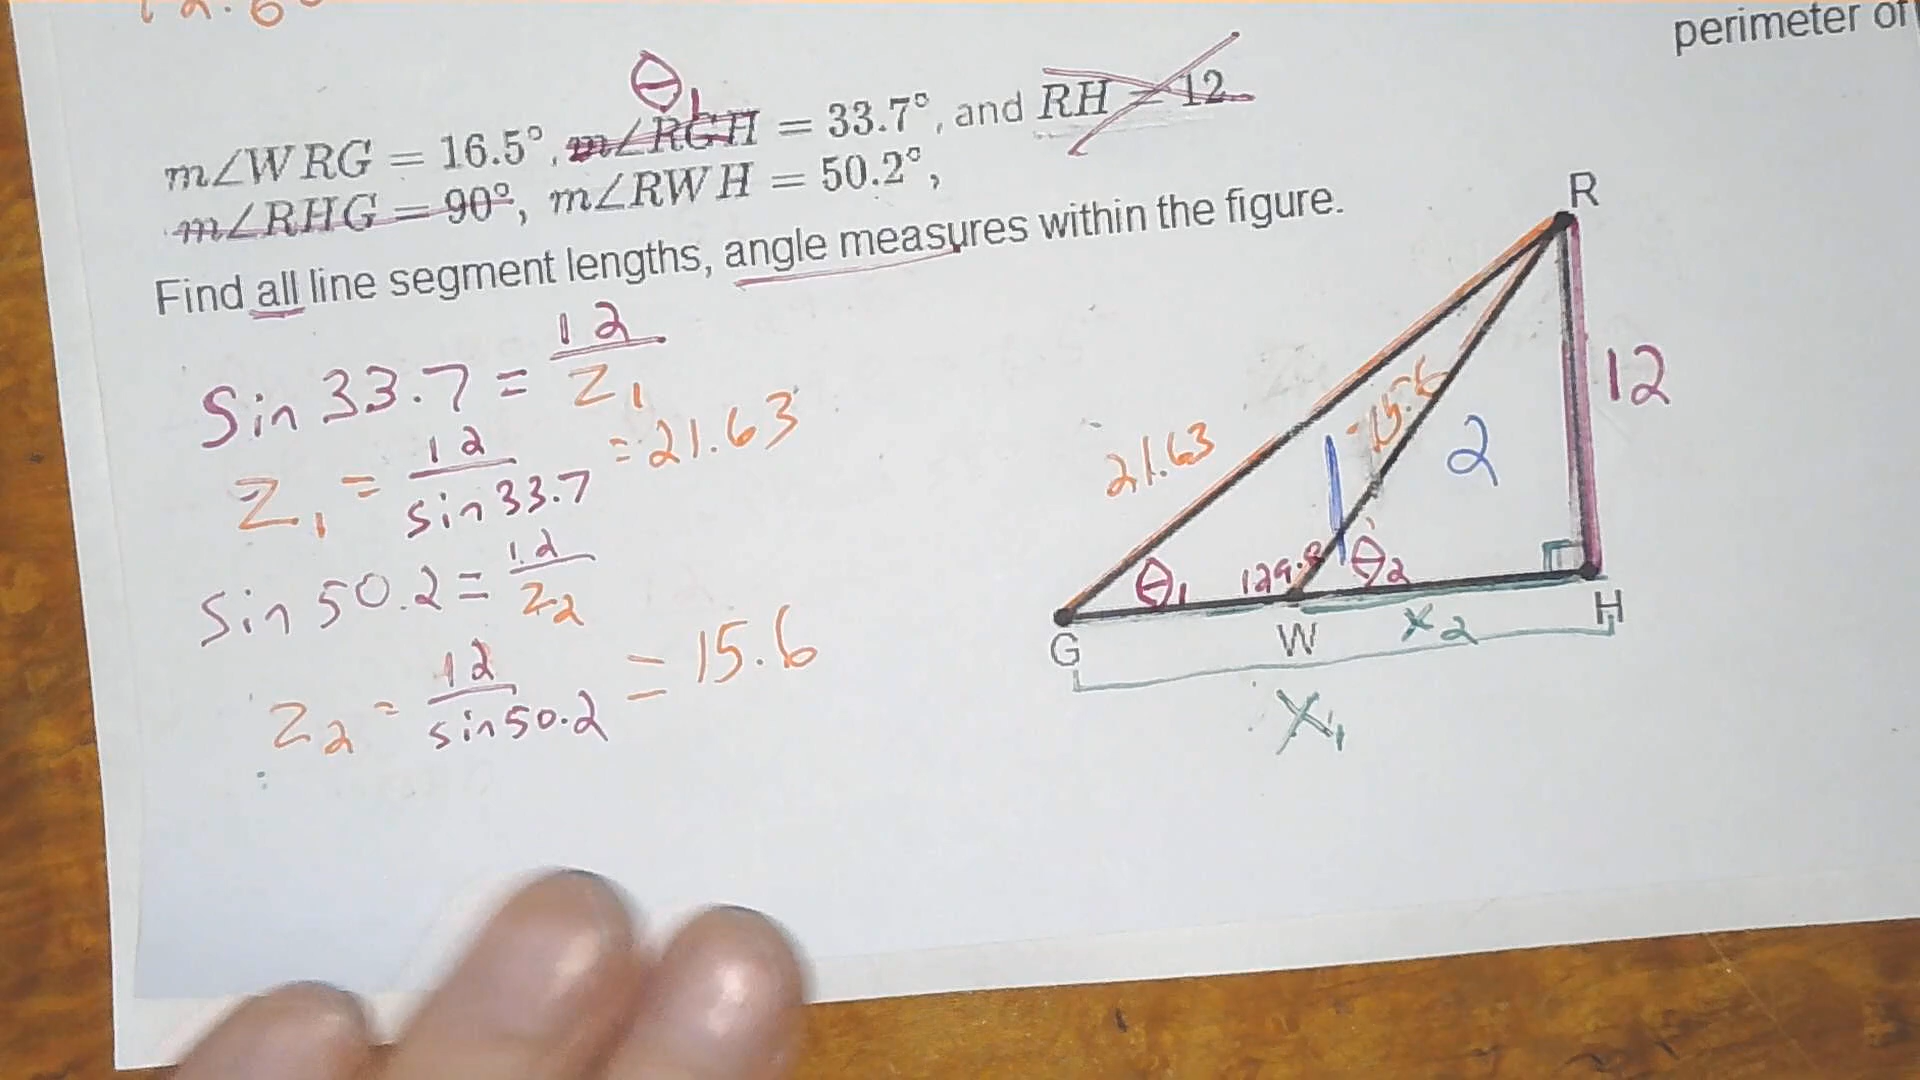 perimeter of
θ₁
m∠WRG = 16.5°, m∠RGH = 33.7°, and RH = 12
m∠RHG = 90°, m∠RWH = 50.2°,
Find all line segment lengths, angle measures within the figure.
Sin 33.7 = 12/Z₁
Z₁ = 12/sin 33.7 = 21.63
Sin 50.2 = 12/Z₂
Z₂ = 12/sin 50.2 = 15.6
R
12
15.6
21.63
1
2
θ₁
129.8
θ₂
G
W
H
X₂
X₁